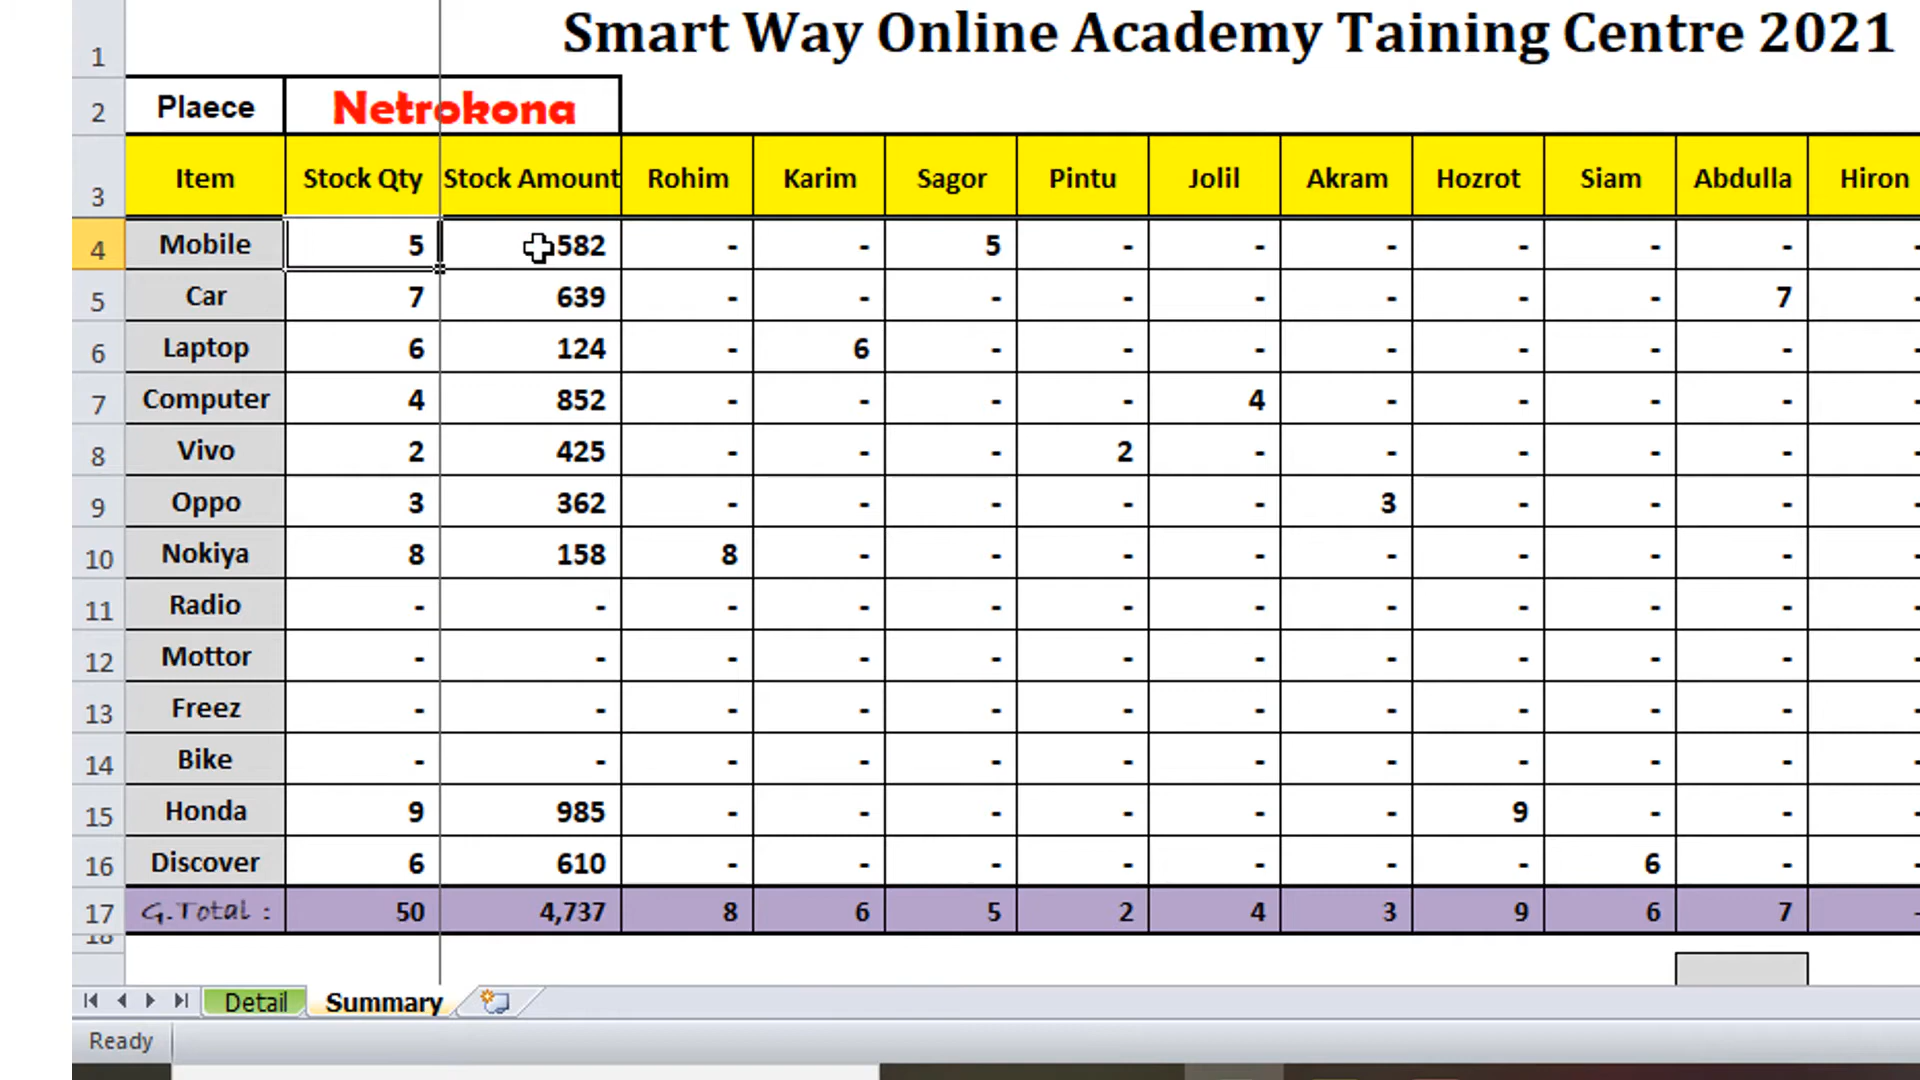 1 Smart Way Online Academy Taining Centre 2021
2 Plaece Netrokona
3 Item Stock Qty Stock Amount Rohim Karim Sagor Pintu Jolil Akram Hozrot Siam Abdulla Hiron
4 Mobile 5 582 - - 5 - - - - - - -
5 Car 7 639 - - - - - - - - 7 -
6 Laptop 6 124 - 6 - - - - - - - -
7 Computer 4 852 - - - - 4 - - - - -
8 Vivo 2 425 - - - 2 - - - - - -
9 Oppo 3 362 - - - - - 3 - - - -
10 Nokiya 8 158 8 - - - - - - - - -
11 Radio - - - - - - - - - - - -
12 Mottor - - - - - - - - - - - -
13 Freez - - - - - - - - - - - -
14 Bike - - - - - - - - - - - -
15 Honda 9 985 - - - - - - 9 - - -
16 Discover 6 610 - - - - - - - 6 - -
17 G.Total : 50 4,737 8 6 5 2 4 3 9 6 7 -
18
Detail Summary
Ready